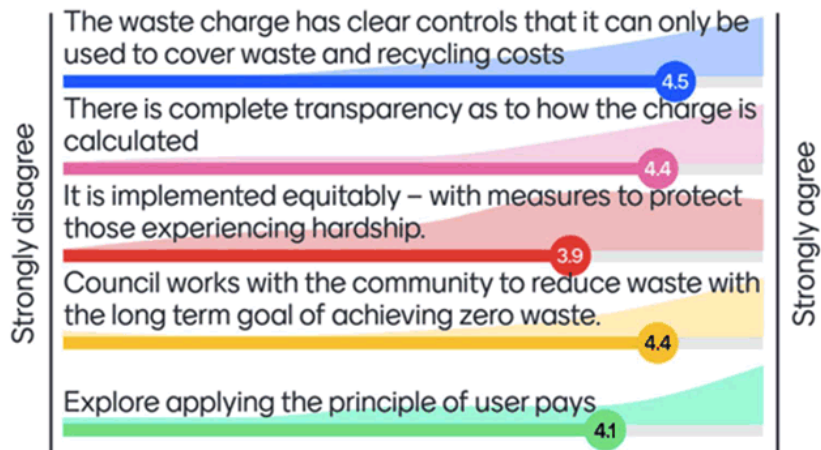 Strongly disagree
The waste charge has clear controls that it can only be
used to cover waste and recycling costs
4.5
There is complete transparency as to how the charge is
calculated
4.4
It is implemented equitably – with measures to protect
those experiencing hardship.
3.9
Council works with the community to reduce waste with
the long term goal of achieving zero waste.
4.4
Explore applying the principle of user pays
4.1
Strongly agree